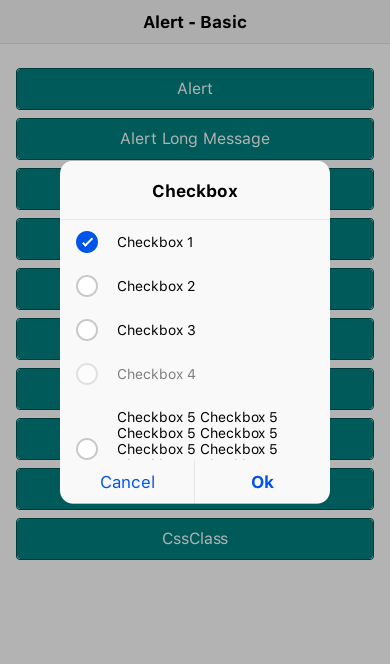 Alert - Basic
Alert
Alert Long Message
Checkbox
Checkbox 1
Checkbox 2
Checkbox 3
Checkbox 4
Checkbox 5 Checkbox 5
Checkbox 5 Checkbox 5
Checkbox 5 Checkbox 5
Cancel
Ok
CssClass